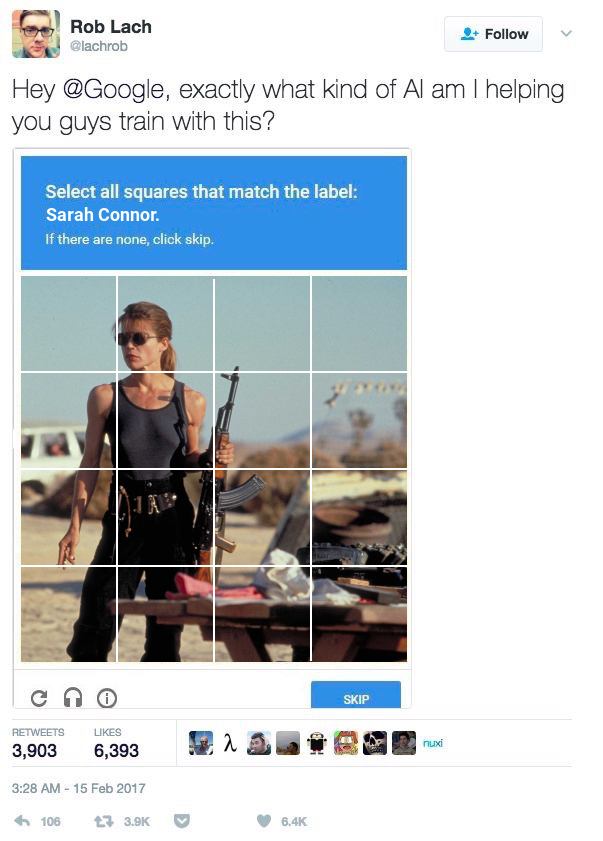 Rob Lach
@lachrob
Follow
Hey @Google, exactly what kind of AI am I helping
you guys train with this?
Select all squares that match the label:
Sarah Connor.
If there are none, click skip.
SKIP
RETWEETS
LIKES
3,903
6,393
λ
nuxi
3:28 AM - 15 Feb 2017
106
3.9K
6.4K